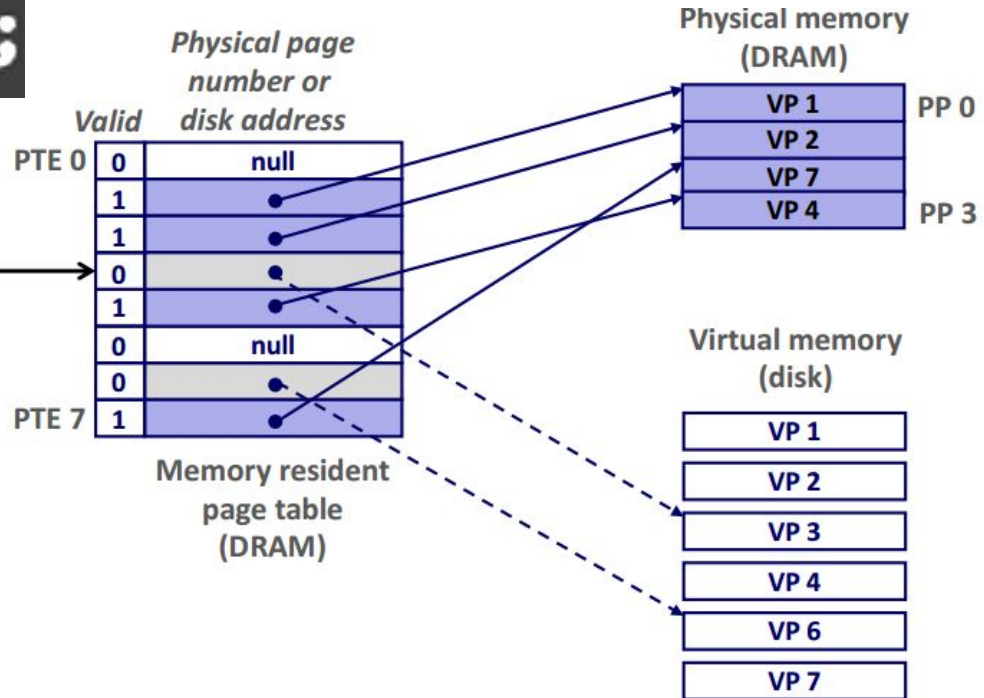 Physical page
number or
disk address
Valid
PTE 0
0
null
1
1
0
1
0
null
0
PTE 7
1
Memory resident
page table
(DRAM)
Physical memory
(DRAM)
VP 1
PP 0
VP 2
VP 7
VP 4
PP 3
Virtual memory
(disk)
VP 1
VP 2
VP 3
VP 4
VP 6
VP 7